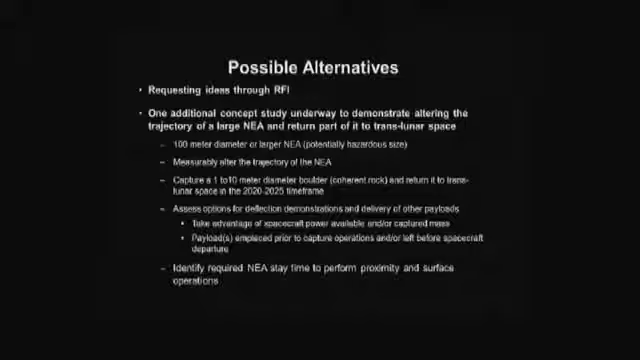 Possible Alternatives
• Requesting ideas through RFI
• One additional concept study underway to demonstrate altering the
trajectory of a large NEA and return part of it to trans-lunar space
– 100 meter diameter or larger NEA (potentially hazardous size)
– Measurably alter the trajectory of the NEA
– Capture a 1 to10 meter diameter boulder (coherent rock) and return it to trans-
lunar space in the 2020-2025 timeframe
– Assess options for deflection demonstrations and delivery of other payloads
• Take advantage of spacecraft power available and/or captured mass
• Payload(s) emplaced prior to capture operations and/or left before spacecraft
departure
– Identify required NEA stay time to perform proximity and surface
operations